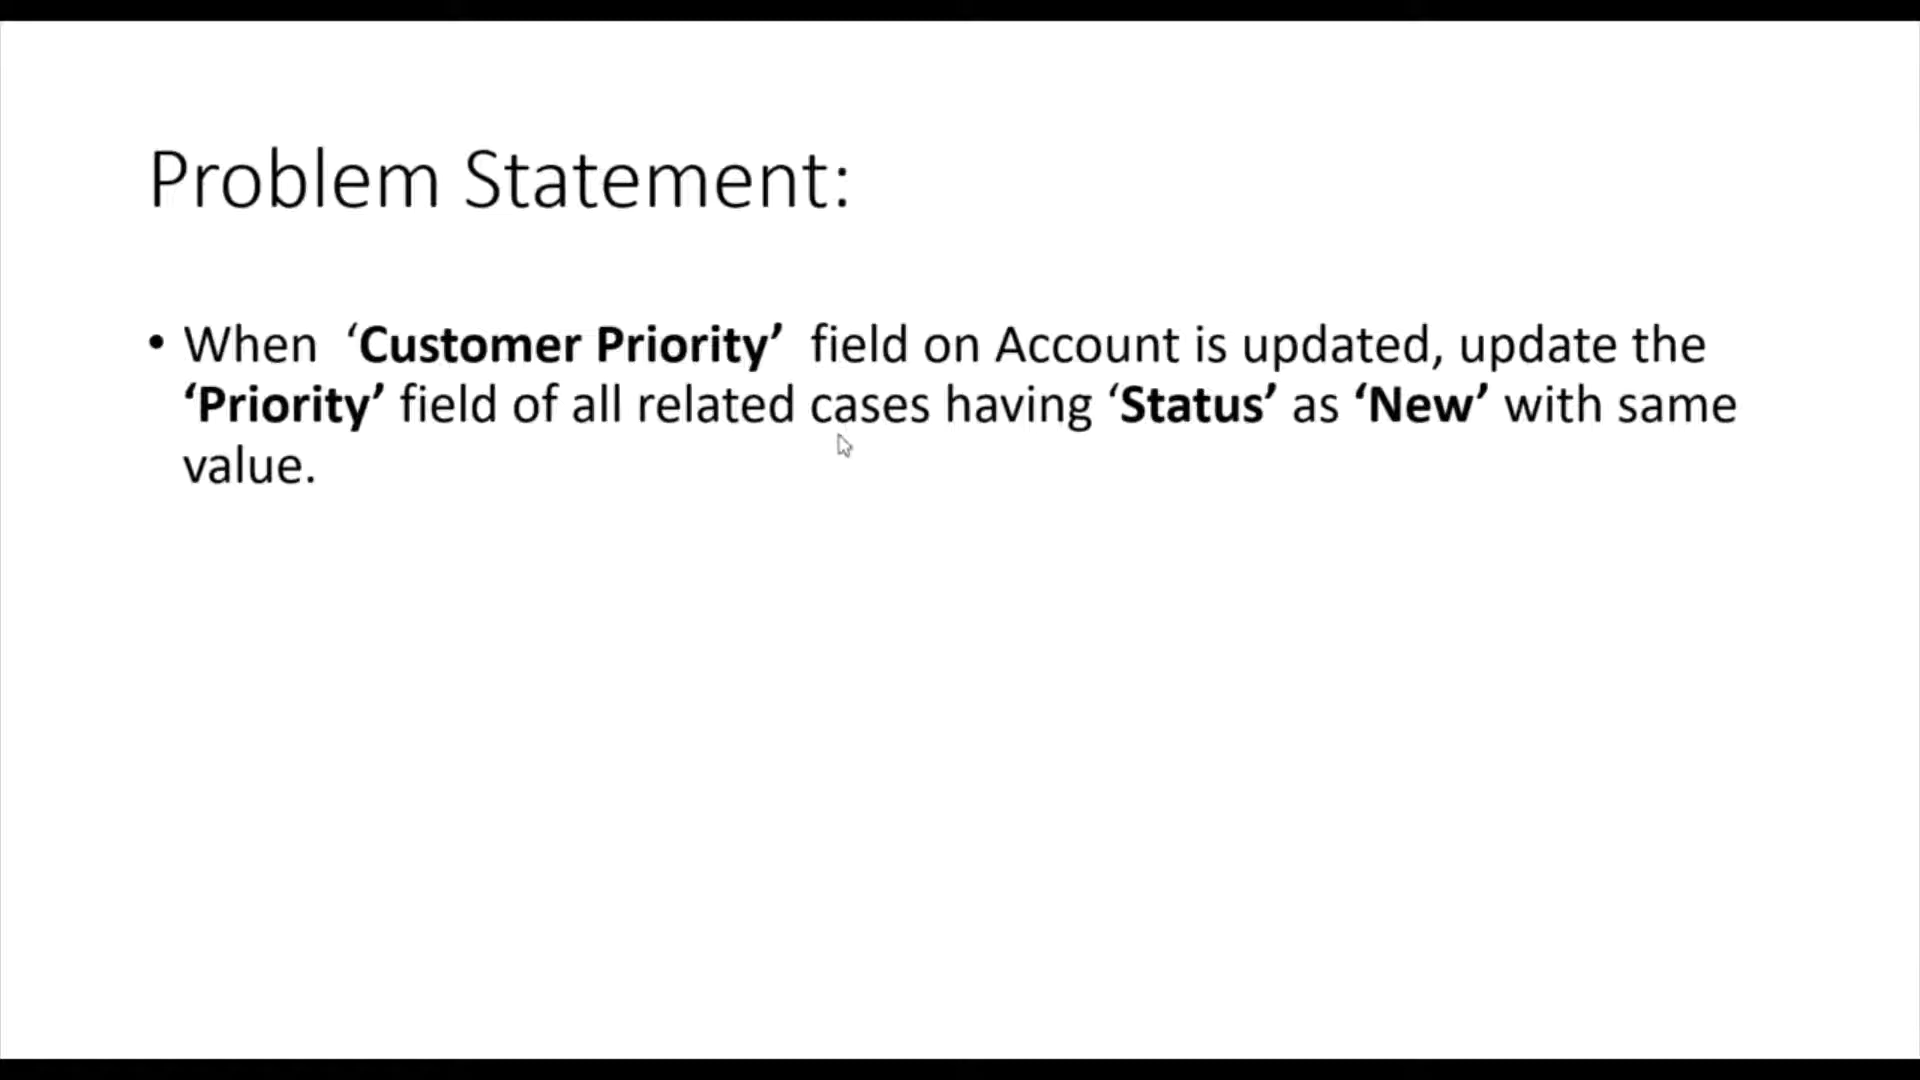 Problem Statement:
• When ‘Customer Priority’ field on Account is updated, update the
‘Priority’ field of all related cases having ‘Status’ as ‘New’ with same
value.